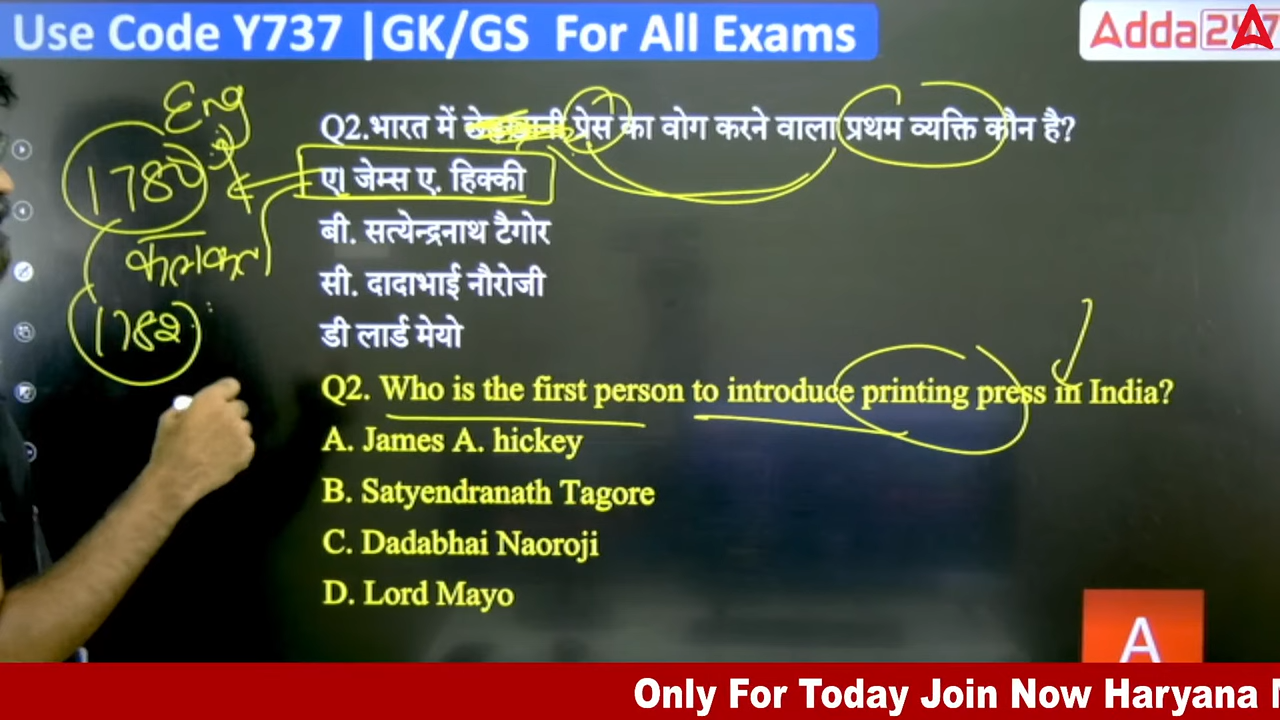 Use Code Y737 |GK/GS For All Exams
Adda247
Eng
1780
कलकत्ता
1782
Q2.भारत में प्रेस का वोग करने वाला प्रथम व्यक्ति कौन है?
ए। जेम्स ए. हिक्की
बी. सत्येन्द्रनाथ टैगोर
सी. दादाभाई नौरोजी
डी लार्ड मेयो
Q2. Who is the first person to introduce printing press in India?
A. James A. hickey
B. Satyendranath Tagore
C. Dadabhai Naoroji
D. Lord Mayo
A
Only For Today Join Now Haryana